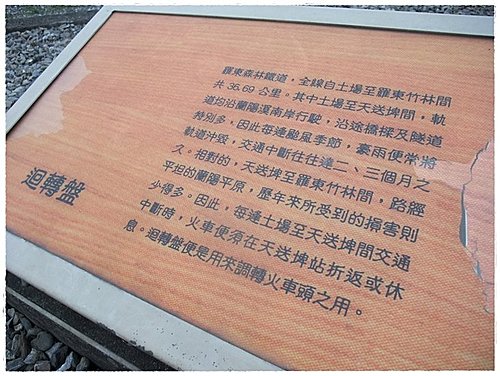 迴轉盤
羅東森林鐵道，全線自土場至羅東竹林間
共36.69公里。其中土場至天送埤間，軌
道均沿蘭陽溪南岸行駛，沿途橋樑及隧道
特別多，因此每逢颱風季節，豪雨便常將
軌道沖毀，交通中斷往往達二、三個月之
久。相對的，天送埤至羅東竹林間，路經
平坦的蘭陽平原，歷年來所受到的損害則
少得多。因此，每逢土場至天送埤間交通
中斷時，火車便須在天送埤站折返或休
息。迴轉盤便是用來調轉火車頭之用。